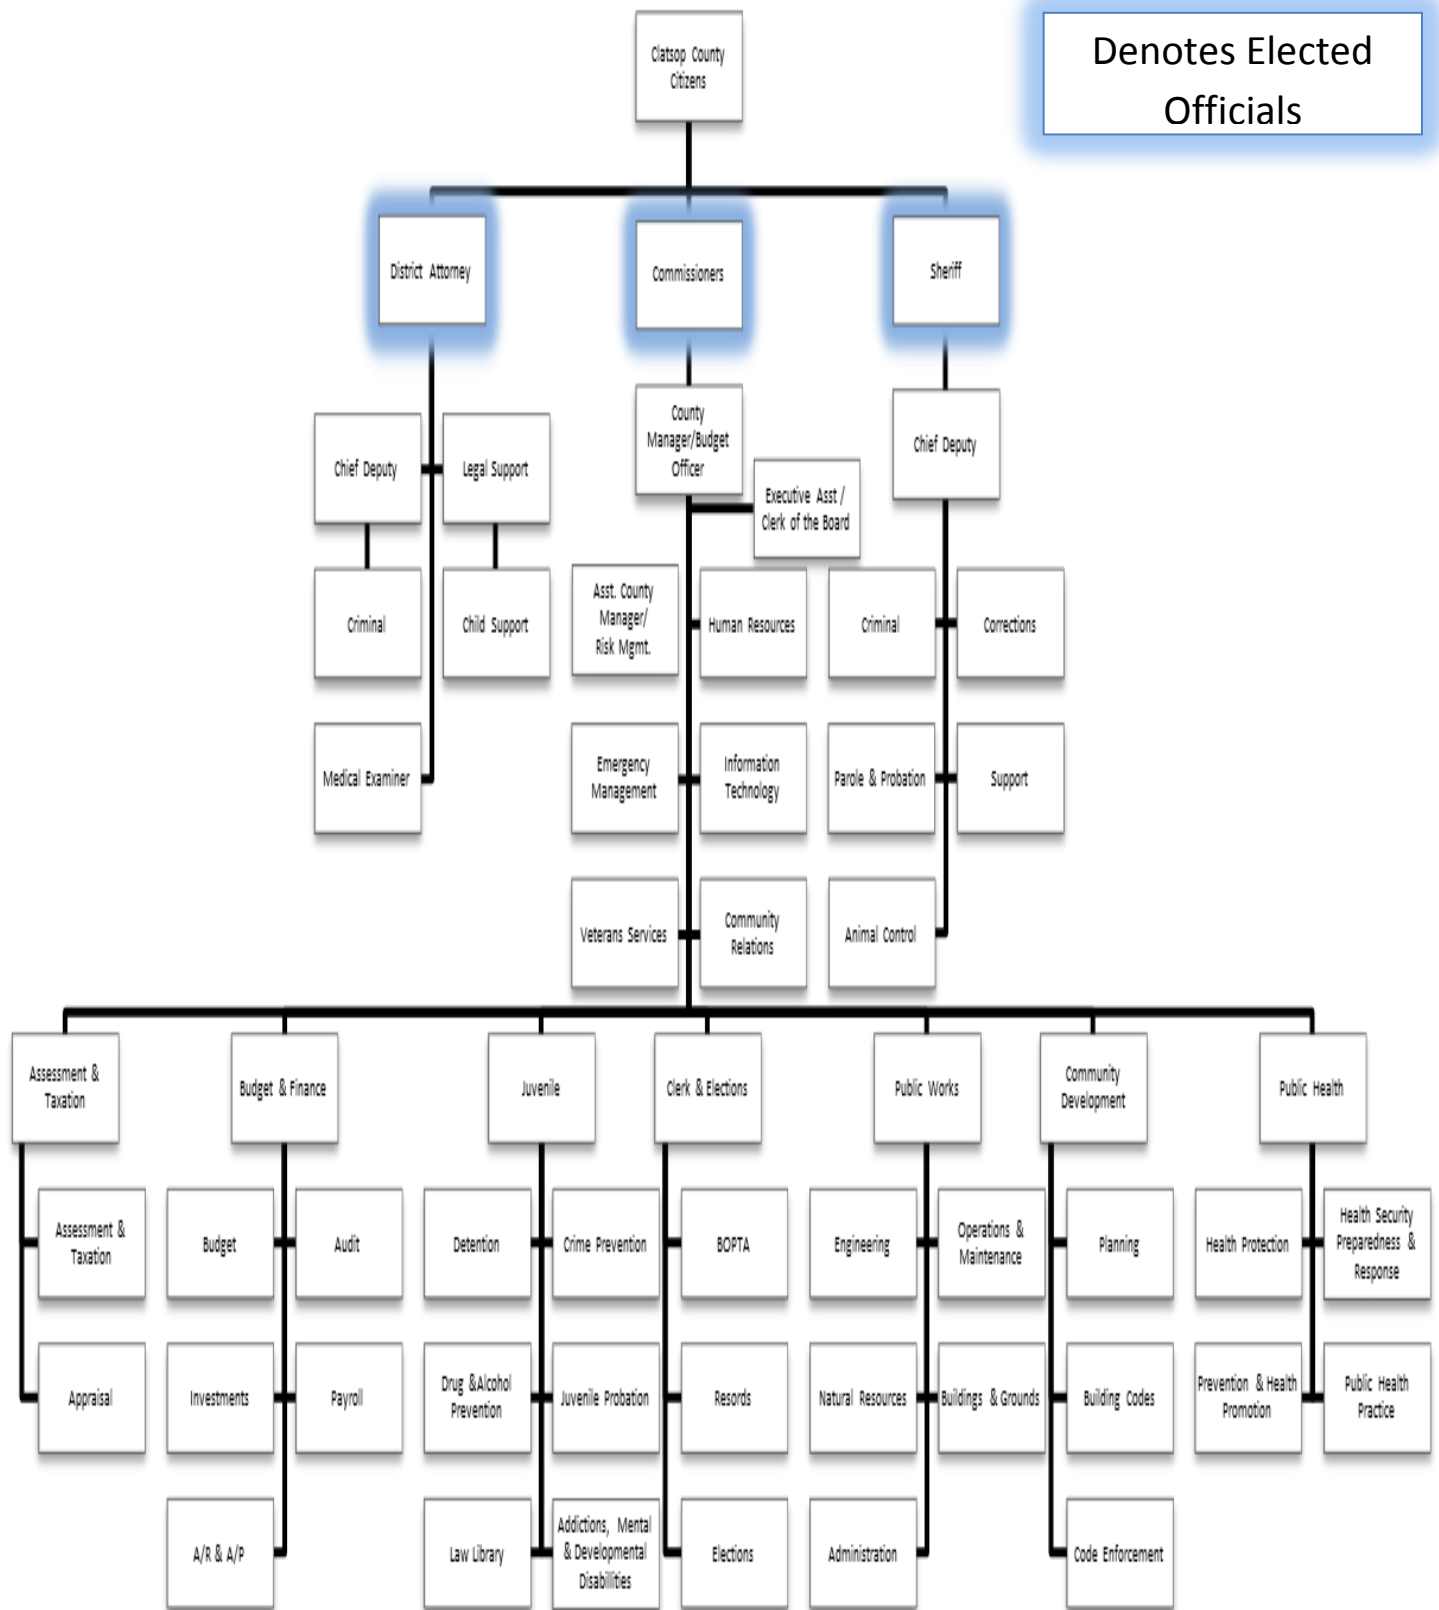 Clatsop County
Citizens
Denotes Elected
Officials
District Attorney
Commissioners
Sheriff
Chief Deputy
Legal Support
County
Manager/Budget
Officer
Chief Deputy
Executive Asst /
Clerk of the Board
Criminal
Child Support
Asst. County
Manager/
Risk Mgmt.
Human Resources
Criminal
Corrections
Medical Examiner
Emergency
Management
Information
Technology
Parole & Probation
Support
Veterans Services
Community
Relations
Animal Control
Assessment &
Taxation
Budget & Finance
Juvenile
Clerk & Elections
Public Works
Community
Development
Public Health
Assessment &
Taxation
Budget
Audit
Detention
Crime Prevention
BOPTA
Engineering
Operations &
Maintenance
Planning
Health Protection
Health Security
Preparedness &
Response
Appraisal
Investments
Payroll
Drug &Alcohol
Prevention
Juvenile Probation
Resords
Natural Resources
Buildings & Grounds
Building Codes
Prevention & Health
Promotion
Public Health
Practice
A/R & A/P
Law Library
Addictions, Mental
& Developmental
Disabillities
Elections
Administration
Code Enforcement